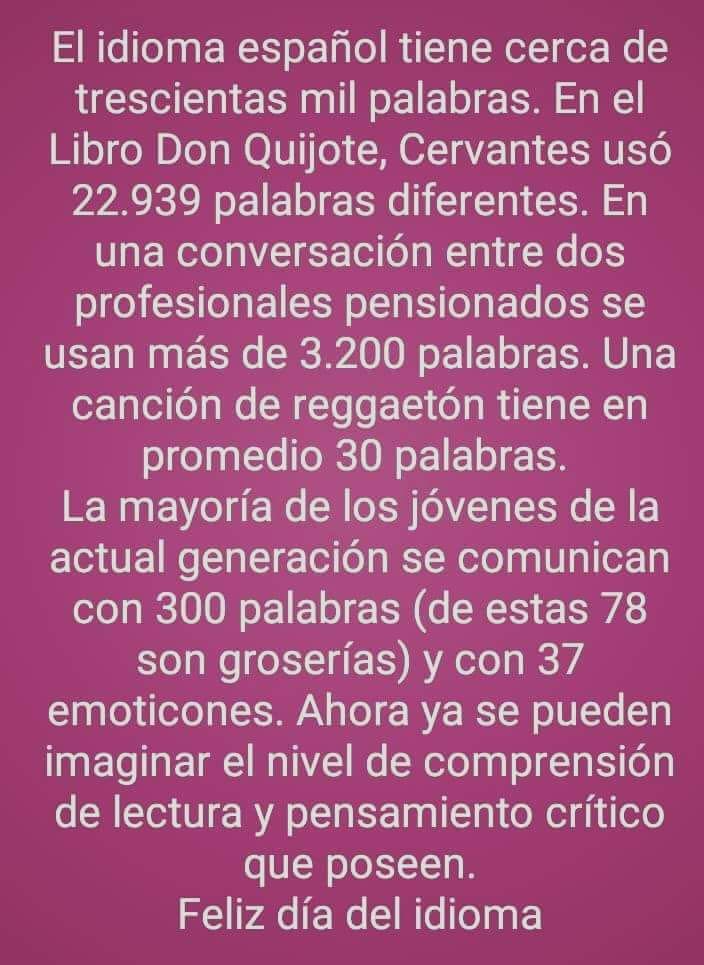 El idioma español tiene cerca de
trescientas mil palabras. En el
Libro Don Quijote, Cervantes usó
22.939 palabras diferentes. En
una conversación entre dos
profesionales pensionados se
usan más de 3.200 palabras. Una
canción de reggaetón tiene en
promedio 30 palabras.
La mayoría de los jóvenes de la
actual generación se comunican
con 300 palabras (de estas 78
son groserías) y con 37
emoticones. Ahora ya se pueden
imaginar el nivel de comprensión
de lectura y pensamiento crítico
que poseen.
Feliz día del idioma